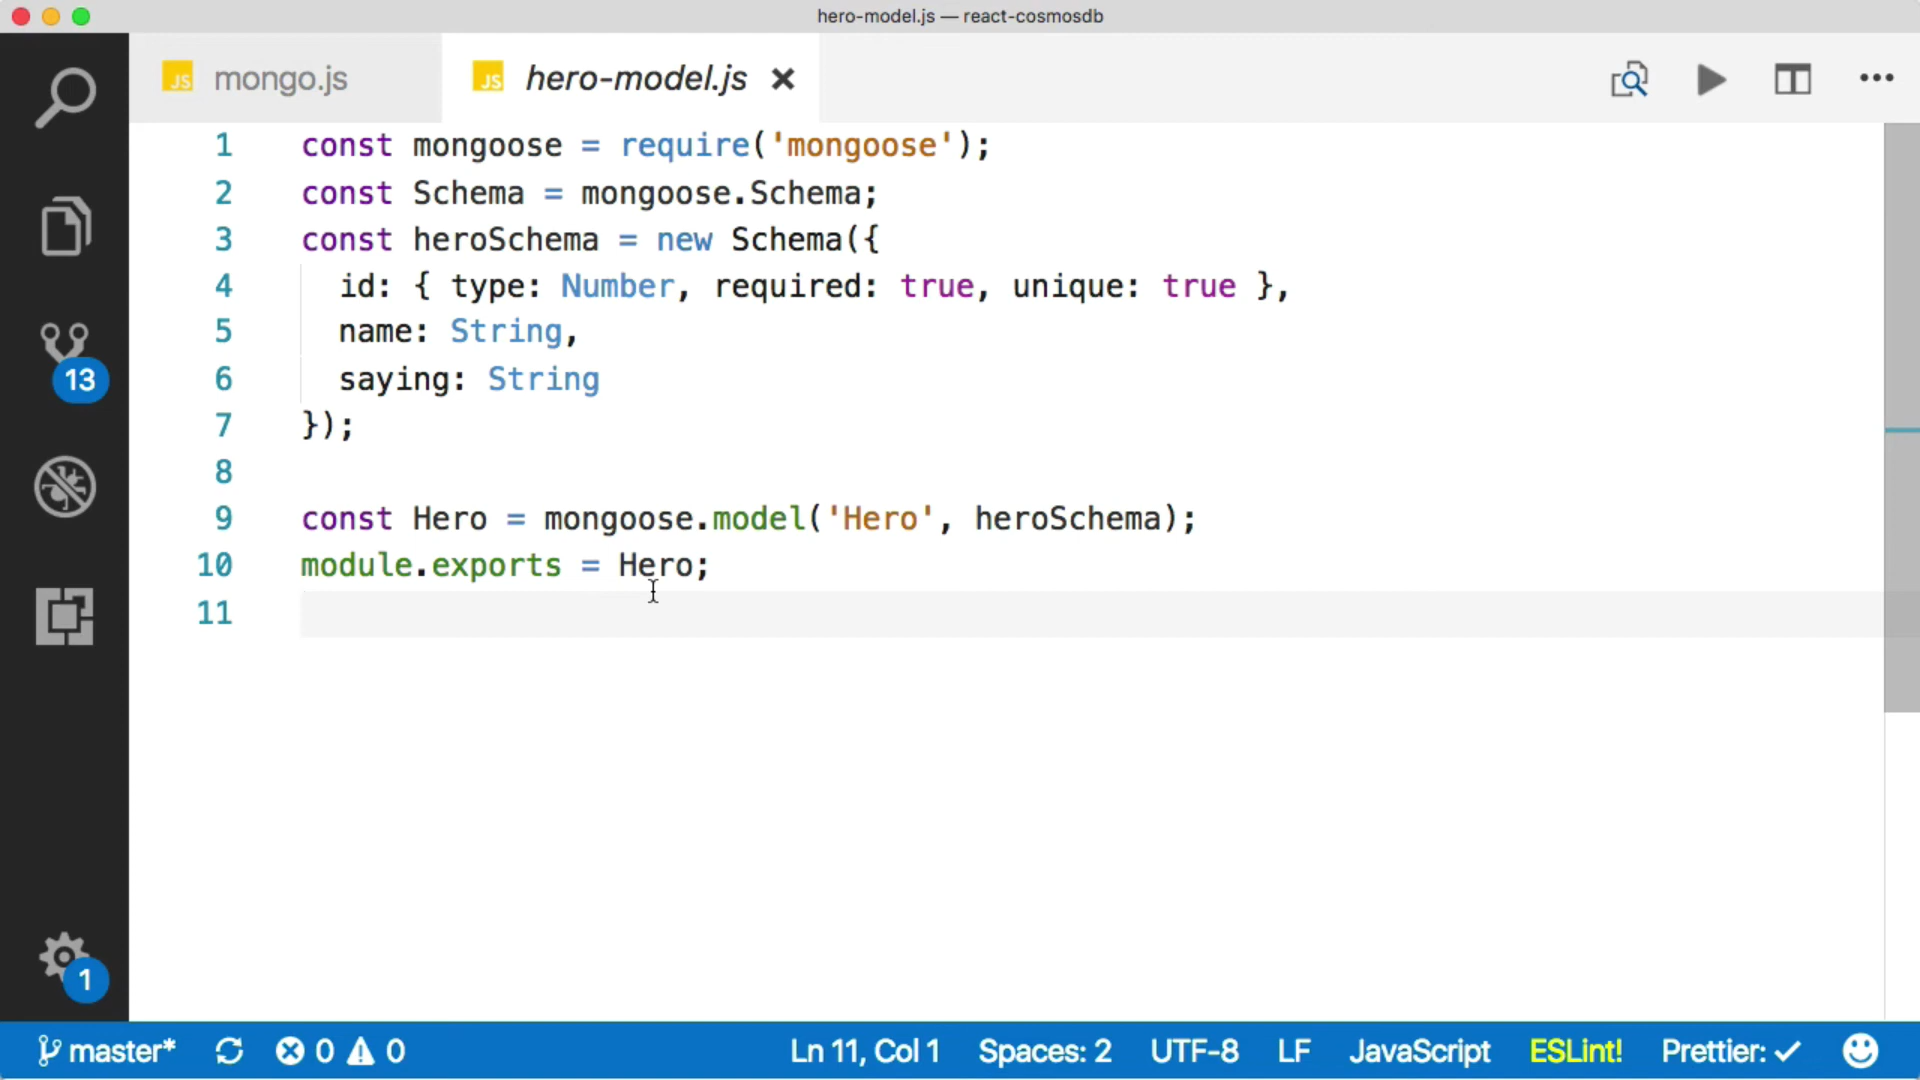 hero-model.js — react-cosmosdb
JS mongo.js
JS hero-model.js
1 const mongoose = require('mongoose');
2 const Schema = mongoose.Schema;
3 const heroSchema = new Schema({
4 id: { type: Number, required: true, unique: true },
5 name: String,
6 saying: String
7 });
8
9 const Hero = mongoose.model('Hero', heroSchema);
10 module.exports = Hero;
11
13
1
master* 0 0 Ln 11, Col 1 Spaces: 2 UTF-8 LF JavaScript ESLint! Prettier: ✓